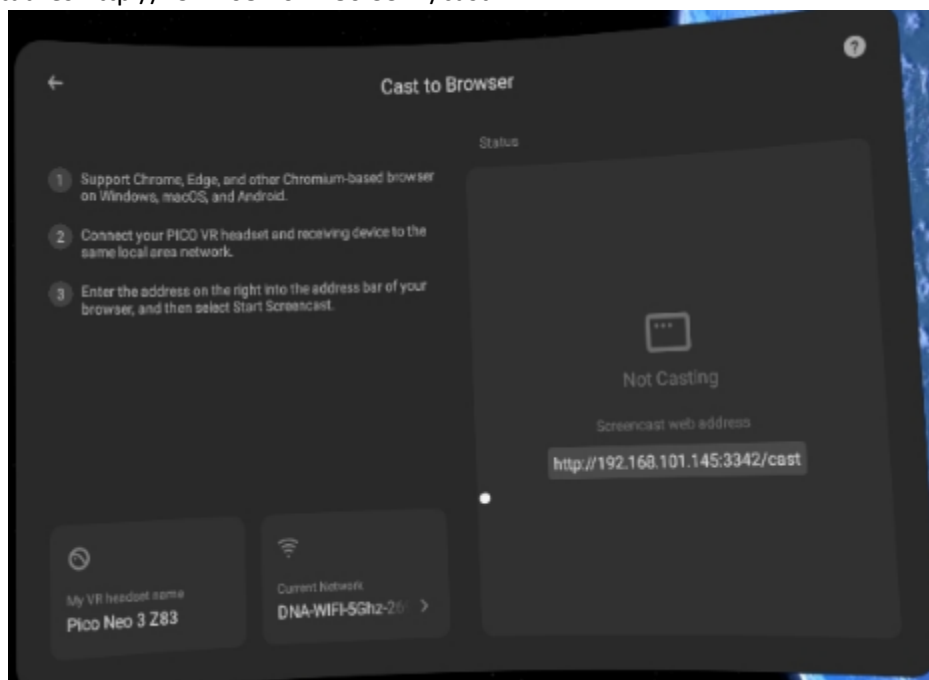 Cast to Browser
?
Status
1 Support Chrome, Edge, and other Chromium-based browser
on Windows, macOS, and Android.
2 Connect your PICO VR headset and receiving device to the
same local area network.
3 Enter the address on the right into the address bar of your
browser, and then select Start Screencast.
Not Casting
Screencast web address
http://192.168.101.145:3342/cast
My VR headset name
Pico Neo 3 Z83
Current Network
DNA-WIFI-5Ghz-26